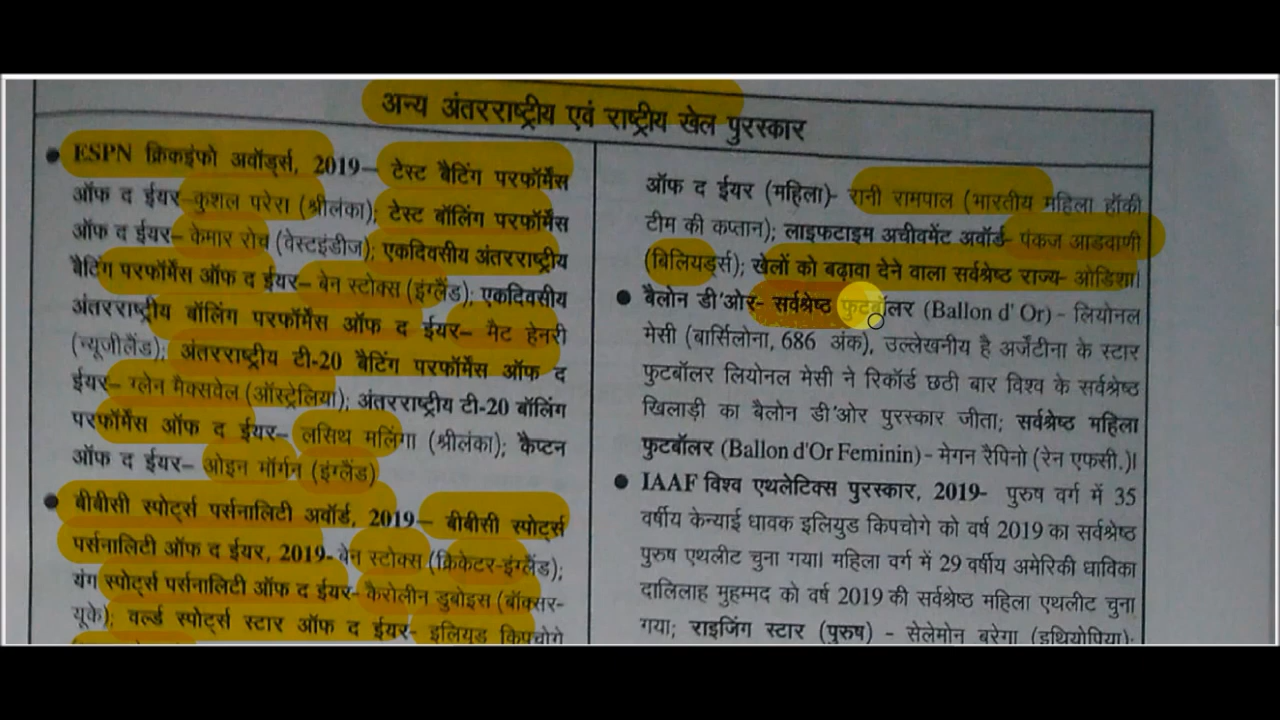 अन्य अंतरराष्ट्रीय एवं राष्ट्रीय खेल पुरस्कार
● ESPN क्रिकइंफो अवॉर्ड्स, 2019– टेस्ट बैटिंग परफॉर्मेंस
ऑफ द ईयर–कुशल परेरा (श्रीलंका); टेस्ट बॉलिंग परफॉर्मेंस
ऑफ द ईयर– केमार रोच (वेस्टइंडीज); एकदिवसीय अंतरराष्ट्रीय
बैटिंग परफॉर्मेंस ऑफ द ईयर– बेन स्टोक्स (इंग्लैंड); एकदिवसीय
अंतरराष्ट्रीय बॉलिंग परफॉर्मेंस ऑफ द ईयर– मैट हेनरी
(न्यूजीलैंड); अंतरराष्ट्रीय टी-20 बैटिंग परफॉर्मेंस ऑफ द
ईयर– ग्लेन मैक्सवेल (ऑस्ट्रेलिया); अंतरराष्ट्रीय टी-20 बॉलिंग
परफॉर्मेंस ऑफ द ईयर– लसिथ मलिंगा (श्रीलंका); कैप्टन
ऑफ द ईयर– ओइन मॉर्गन (इंग्लैंड)
● बीबीसी स्पोर्ट्स पर्सनालिटी अवॉर्ड, 2019– बीबीसी स्पोर्ट्स
पर्सनालिटी ऑफ द ईयर, 2019- बेन स्टोक्स (क्रिकेटर-इंग्लैंड);
यंग स्पोर्ट्स पर्सनालिटी ऑफ द ईयर- कैरोलीन डुबोइस (बॉक्सर-
यूके); वर्ल्ड स्पोर्ट्स स्टार ऑफ द ईयर- इलियुड किपचोगे
ऑफ द ईयर (महिला)- रानी रामपाल (भारतीय महिला हॉकी
टीम की कप्तान); लाइफटाइम अचीवमेंट अवॉर्ड- पंकज आडवाणी
(बिलियर्ड्स); खेलों को बढ़ावा देने वाला सर्वश्रेष्ठ राज्य- ओडिशा।
● बैलोन डी'ओर- सर्वश्रेष्ठ फुटबॉलर (Ballon d' Or) - लियोनल
मेसी (बार्सिलोना, 686 अंक), उल्लेखनीय है अर्जेंटीना के स्टार
फुटबॉलर लियोनल मेसी ने रिकॉर्ड छठी बार विश्व के सर्वश्रेष्ठ
खिलाड़ी का बैलोन डी'ओर पुरस्कार जीता; सर्वश्रेष्ठ महिला
फुटबॉलर (Ballon d'Or Feminin) - मेगन रैपिनो (रेन एफसी.)।
● IAAF विश्व एथलेटिक्स पुरस्कार, 2019- पुरुष वर्ग में 35
वर्षीय केन्याई धावक इलियुड किपचोगे को वर्ष 2019 का सर्वश्रेष्ठ
पुरुष एथलीट चुना गया। महिला वर्ग में 29 वर्षीय अमेरिकी धाविका
दालिलाह मुहम्मद को वर्ष 2019 की सर्वश्रेष्ठ महिला एथलीट चुना
गया; राइजिंग स्टार (पुरुष) - सेलेमोन बरेगा (इथियोपिया);